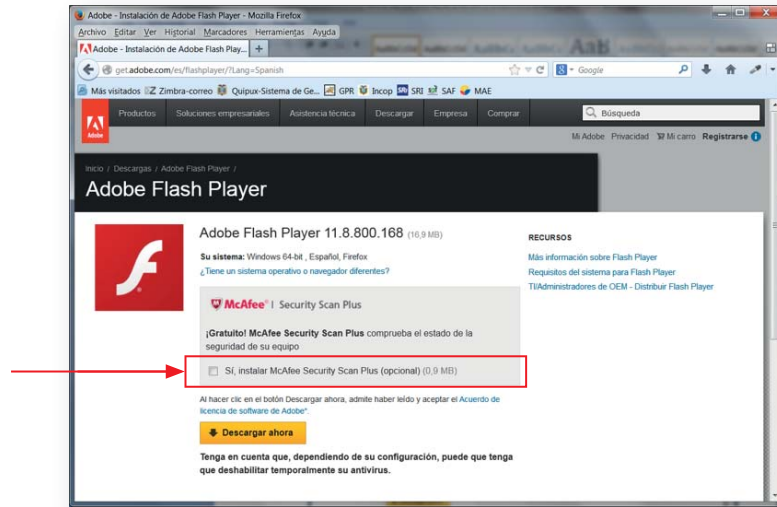 Adobe - Instalación de Adobe Flash Player - Mozilla Firefox
Archivo Editar Ver Historial Marcadores Herramientas Ayuda
Adobe - Instalación de Adobe Flash Play... +
get.adobe.com/es/flashplayer/?Lang=Spanish
Google
Más visitados Zimbra-correo Quipux-Sistema de Ge... GPR Incop SRI SAF MAE
Adobe
Productos Soluciones empresariales Asistencia técnica Descargar Empresa Comprar
Búsqueda
Mi Adobe Privacidad Mi carro Registrarse
Inicio / Descargas / Adobe Flash Player /
Adobe Flash Player
Adobe Flash Player 11.8.800.168 (16,9 MB)
Su sistema: Windows 64-bit , Español, Firefox
¿Tiene un sistema operativo o navegador diferentes?
McAfee® | Security Scan Plus
¡Gratuito! McAfee Security Scan Plus comprueba el estado de la
seguridad de su equipo
Sí, instalar McAfee Security Scan Plus (opcional) (0,9 MB)
Al hacer clic en el botón Descargar ahora, admite haber leído y aceptar el Acuerdo de
licencia de software de Adobe*.
Descargar ahora
Tenga en cuenta que, dependiendo de su configuración, puede que tenga
que deshabilitar temporalmente su antivirus.
RECURSOS
Más información sobre Flash Player
Requisitos del sistema para Flash Player
TI/Administradores de OEM - Distribuir Flash Player